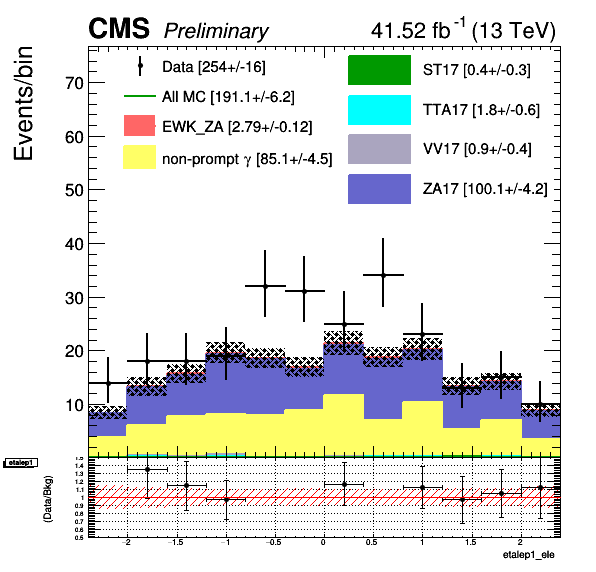 CMS Preliminary 41.52 fb⁻¹ (13 TeV)
Events/bin
Data [254+/-16]
All MC [191.1+/-6.2]
EWK_ZA [2.79+/-0.12]
non-prompt γ [85.1+/-4.5]
ST17 [0.4+/-0.3]
TTA17 [1.8+/-0.6]
VV17 [0.9+/-0.4]
ZA17 [100.1+/-4.2]
70
60
50
40
30
20
10
etalep1
(Data/Bkg)
1.5
1.4
1.3
1.2
1.1
1
0.9
0.8
0.7
0.6
0.5
−2 −1.5 −1 −0.5 0 0.5 1 1.5 2
etalep1_ele